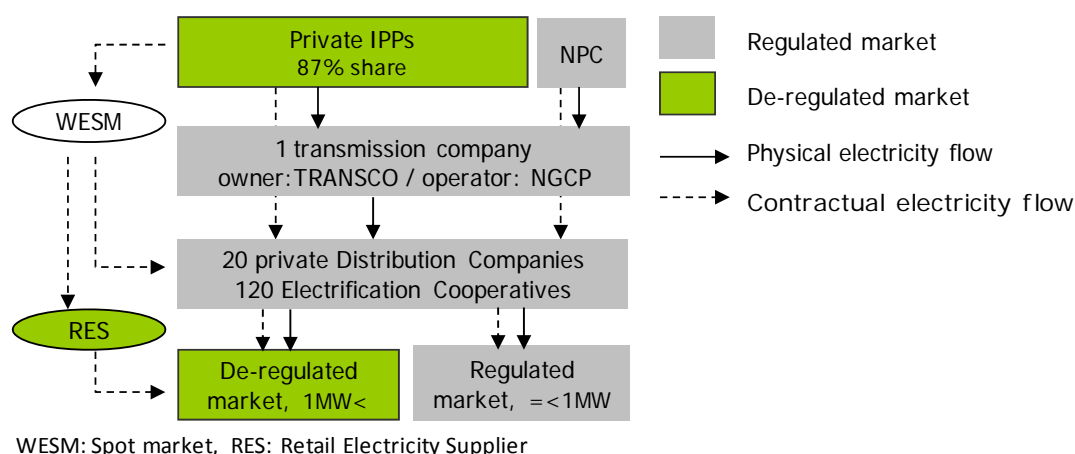 Private IPPs
87% share
NPC
Regulated market
De-regulated market
WESM
1 transmission company
owner:TRANSCO / operator: NGCP
Physical electricity flow
Contractual electricity flow
20 private Distribution Companies
120 Electrification Cooperatives
RES
De-regulated
market, 1MW<
Regulated
market, =<1MW
WESM: Spot market, RES: Retail Electricity Supplier